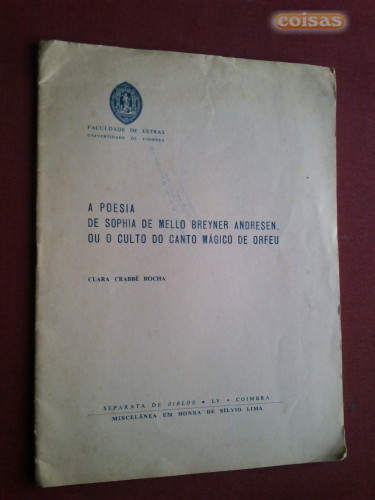 coisas
FACULDADE DE LETRAS
UNIVERSIDADE DE COIMBRA
A POESIA
DE SOPHIA DE MELLO BREYNER ANDRESEN,
OU O CULTO DO CANTO MÁGICO DE ORFEU
CLARA CRABBÉ ROCHA
SEPARATA DE BIBLOS • LV • COIMBRA
MISCELÂNEA EM HONRA DE SÍLVIO LIMA